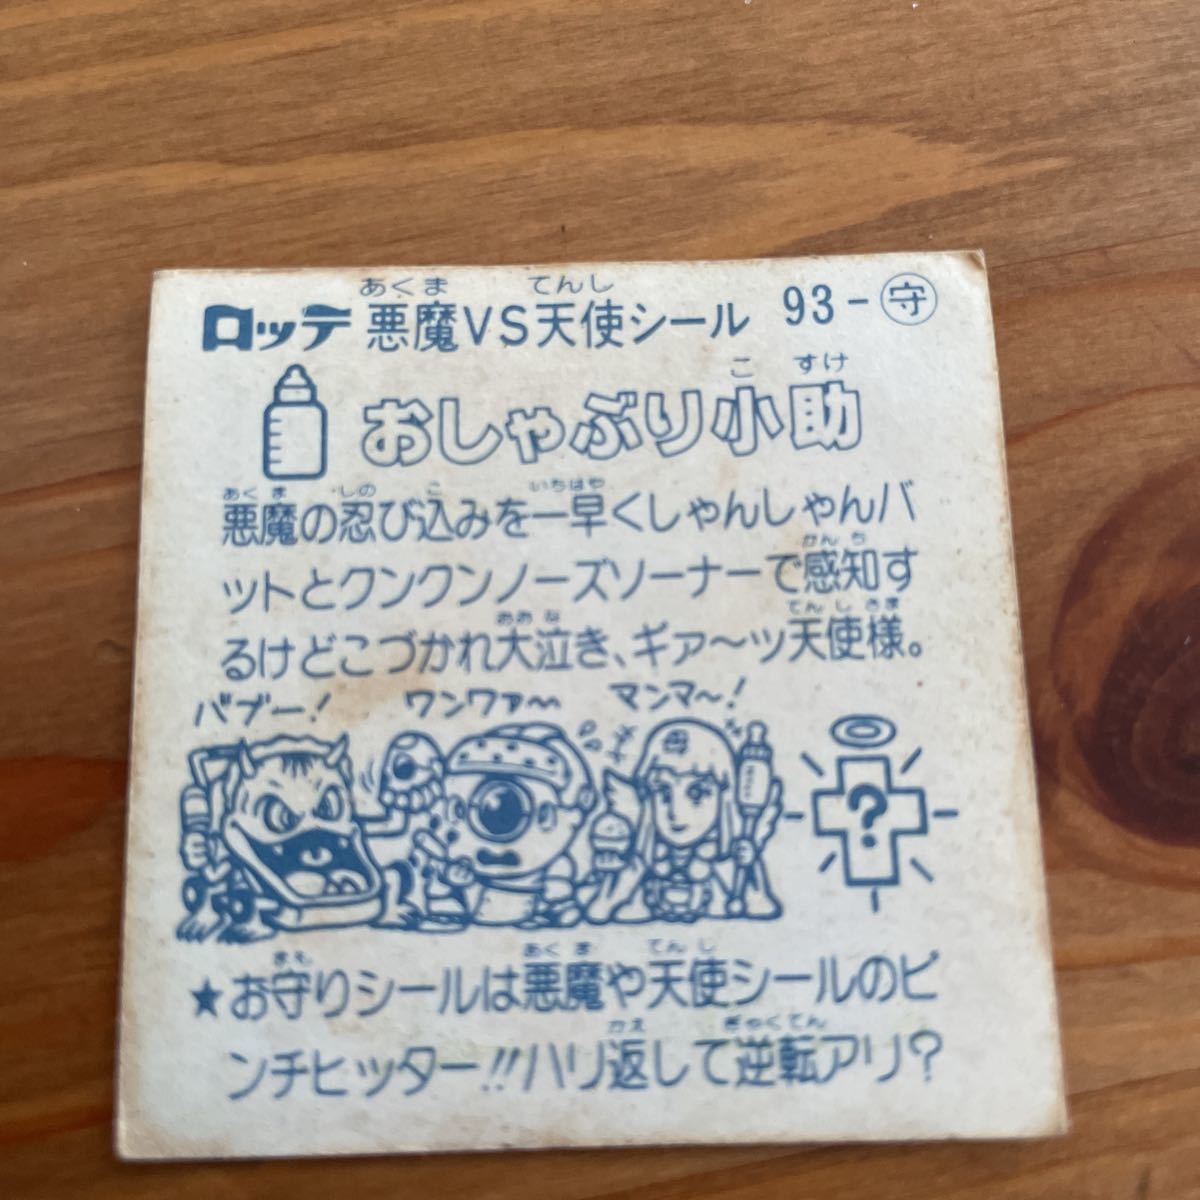 ロッテ 悪魔VS天使シール 93-守
あくま てんし
おしゃぶり小助
こ すけ
悪魔の忍び込みを一早くしゃんしゃんバ
あくま しの こ いちはや
ットとクンクンノーズソーナーで感知す
かんち
るけどこづかれ大泣き、ギァ〜ッ天使様。
おおな てんしさま
バブー! ワンワァ〜 マンマ〜!
?
★お守りシールは悪魔や天使シールのピ
まも あくま てんし
ンチヒッター!!ハリ返して逆転アリ?
かえ ぎゃくてん